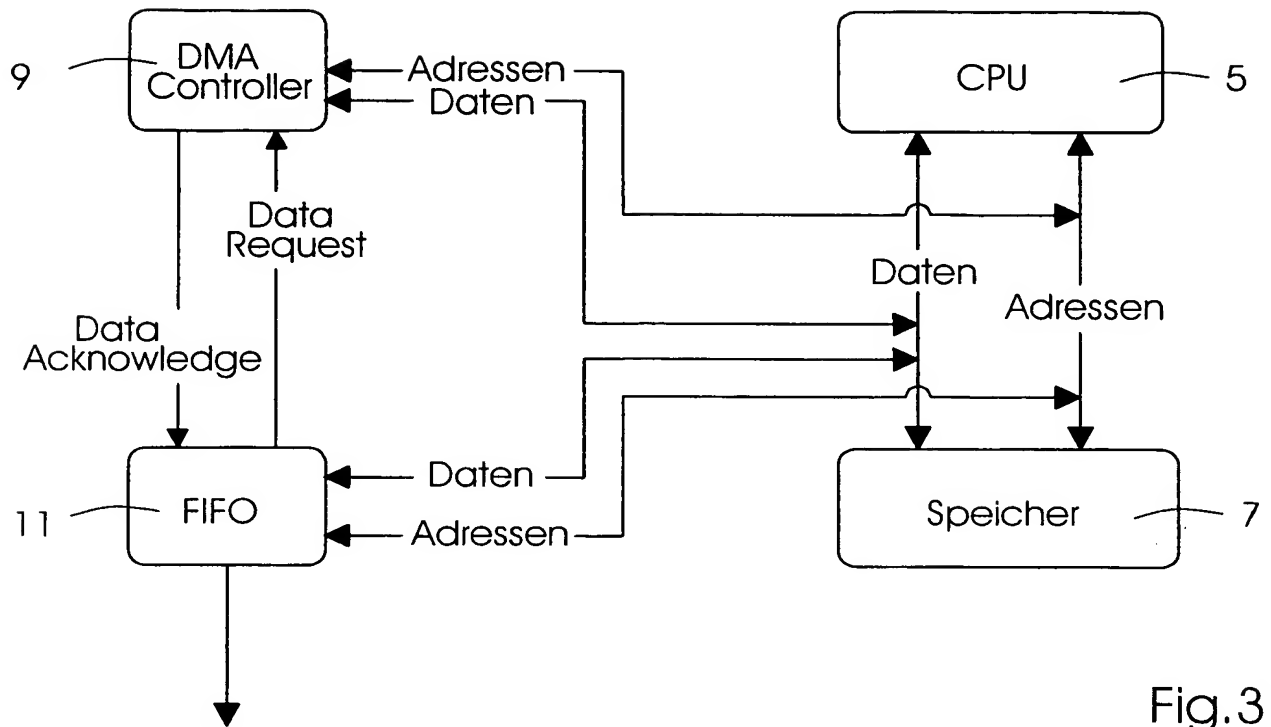 9
DMA
Controller
Adressen
Daten
CPU
5
Data
Request
Daten
Adressen
Data
Acknowledge
11
FIFO
Daten
Adressen
Speicher
7
Fig.3